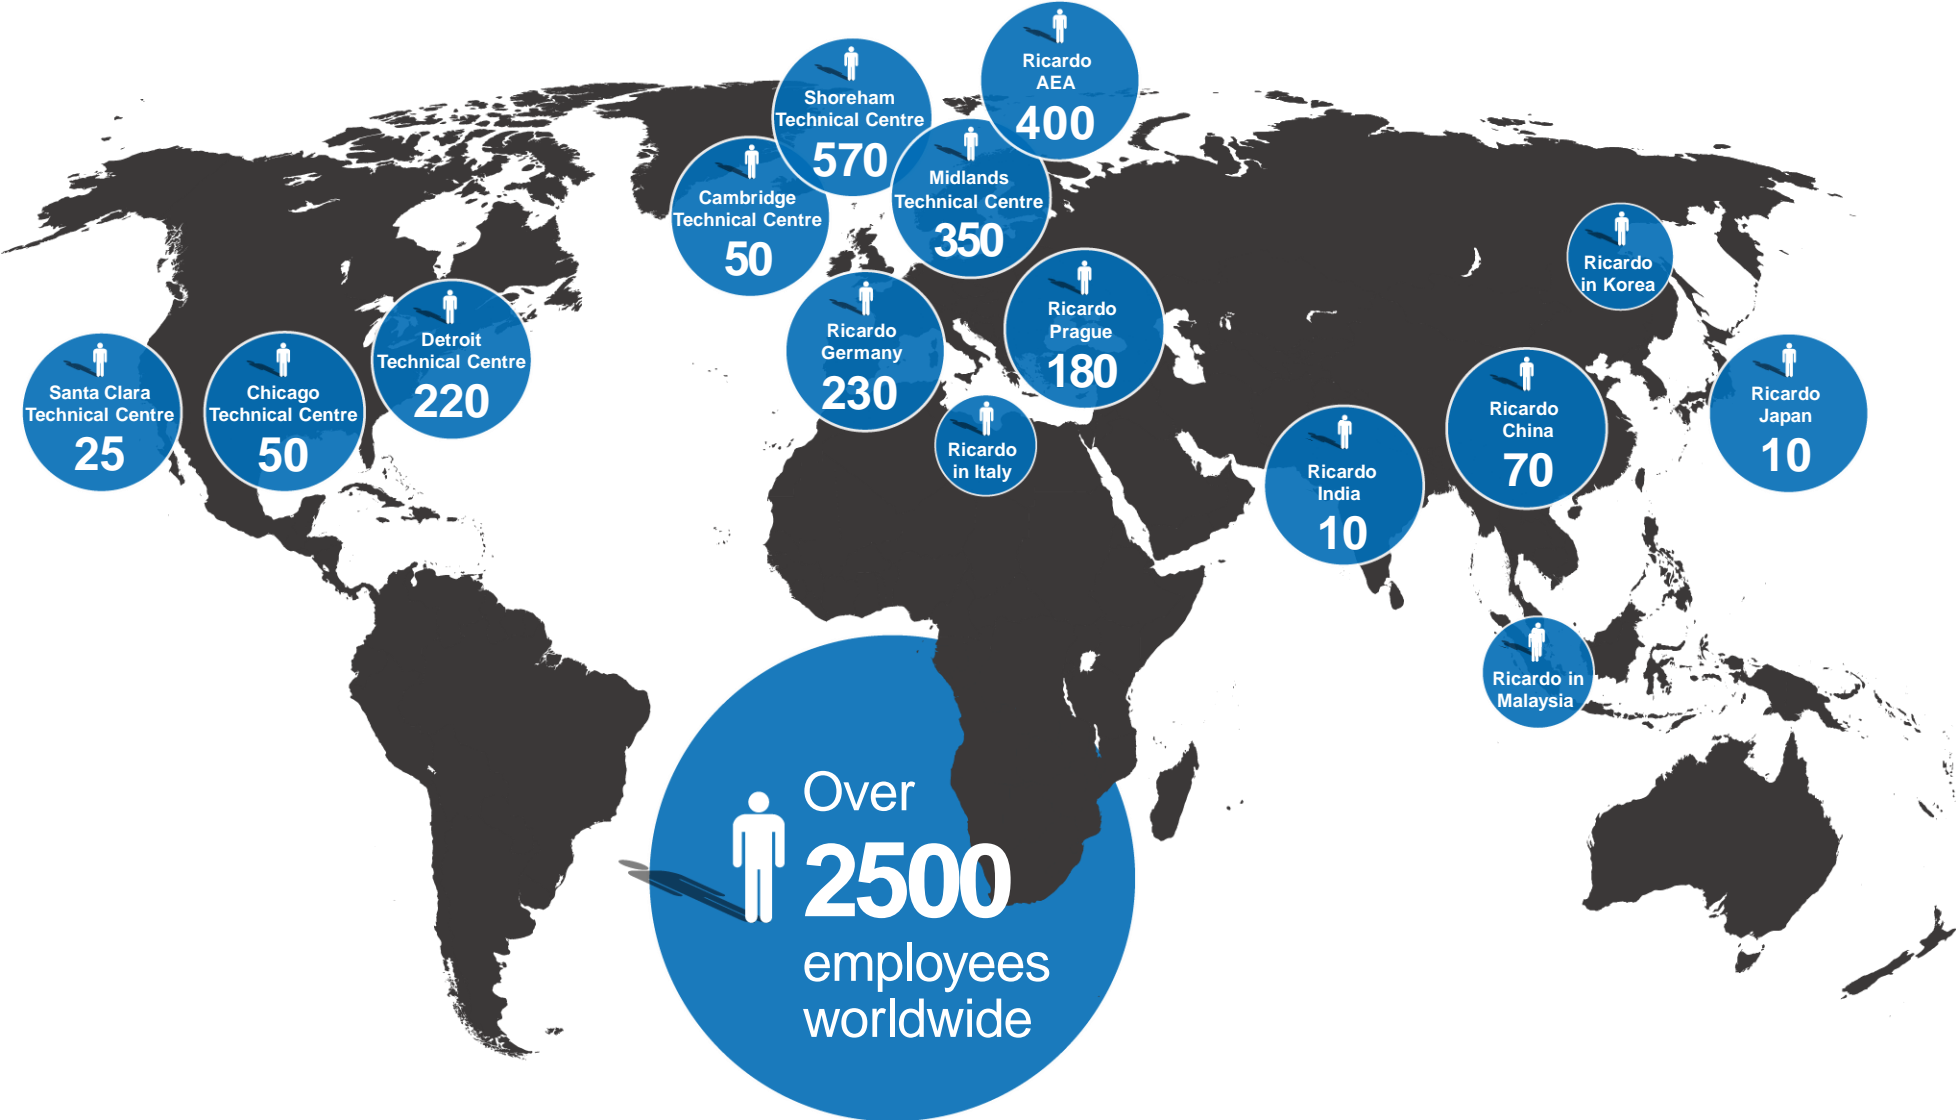 Ricardo
AEA
400
Shoreham
Technical Centre
570
Midlands
Technical Centre
350
Cambridge
Technical Centre
50
Ricardo
in Korea
Detroit
Technical Centre
220
Ricardo
Germany
230
Ricardo
Prague
180
Santa Clara
Technical Centre
25
Chicago
Technical Centre
50
Ricardo
in Italy
Ricardo
India
10
Ricardo
China
70
Ricardo
Japan
10
Ricardo in
Malaysia
Over
2500
employees
worldwide